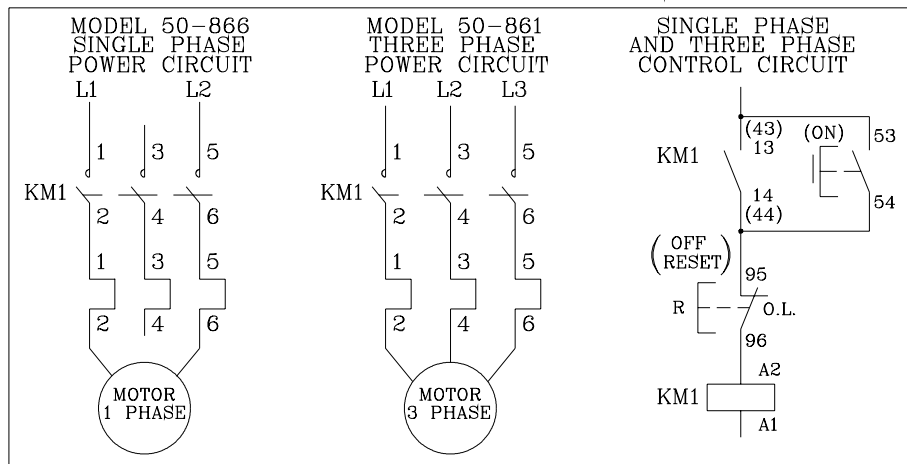 MODEL 50-866
SINGLE PHASE
POWER CIRCUIT
L1 L2
1 3 5
KM1
2 4 6
1 3 5
2 4 6
MOTOR
1 PHASE
MODEL 50-861
THREE PHASE
POWER CIRCUIT
L1 L2 L3
1 3 5
KM1
2 4 6
1 3 5
2 4 6
MOTOR
3 PHASE
SINGLE PHASE
AND THREE PHASE
CONTROL CIRCUIT
(43) (ON) 53
KM1 13
14 54
(44)
(OFF
RESET)
95
R O.L.
96
A2
KM1
A1